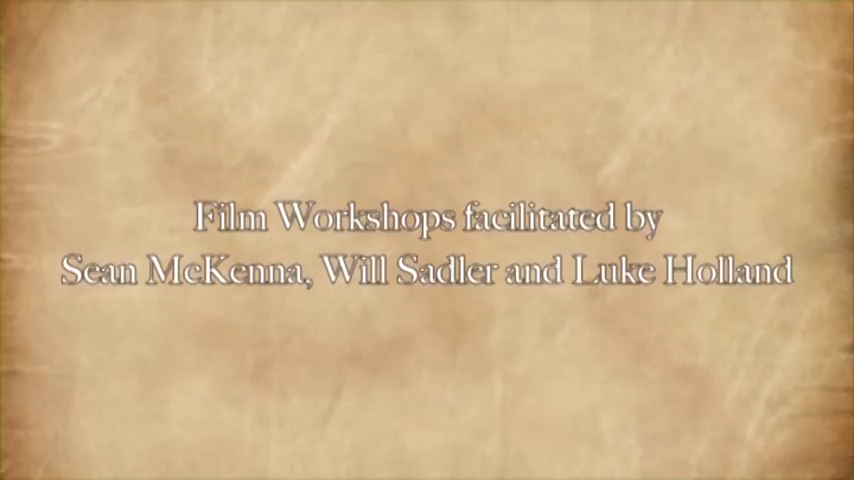 Film Workshops facilitated by
Sean McKenna, Will Sadler and Luke Holland